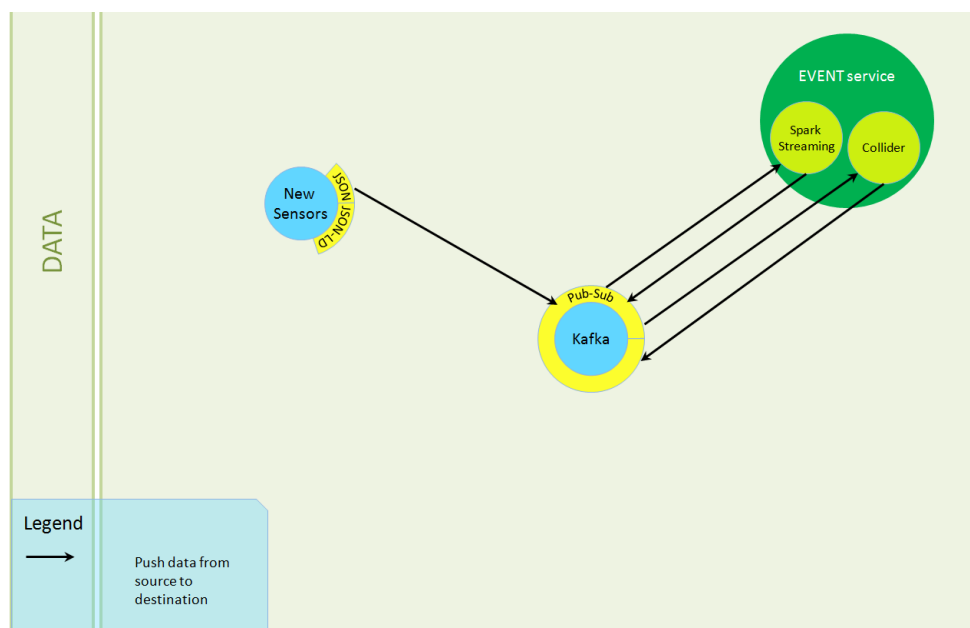 EVENT service
Spark
Streaming
Collider
New
Sensors
JSON JSON-LD
DATA
Pub-Sub
Kafka
Legend
Push data from
source to
destination